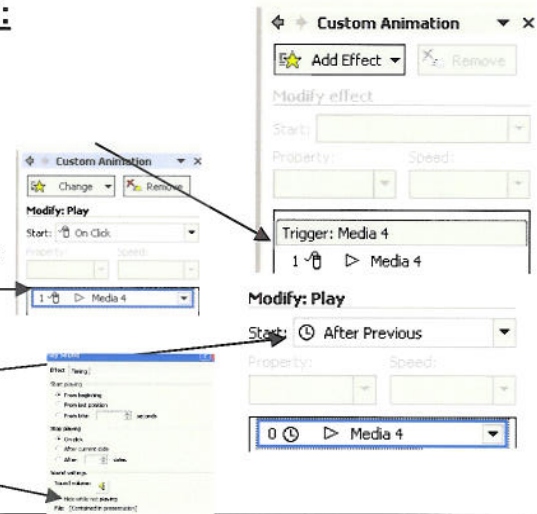 :
Custom Animation
Add Effect
Remove
Modify effect
Start:
Property: Speed:
Trigger: Media 4
1 Media 4
Custom Animation
Change Remove
Modify: Play
Start: On Click
Property: Speed:
1 Media 4
Modify: Play
Start: After Previous
Property: Speed:
0 Media 4
Effect Timing
Start playing
From beginning
From last position
From time: seconds
Stop playing
On click
After current slide
After: slides
Sound settings
Sound volume:
Hide while not playing
File: [Contained in presentation]